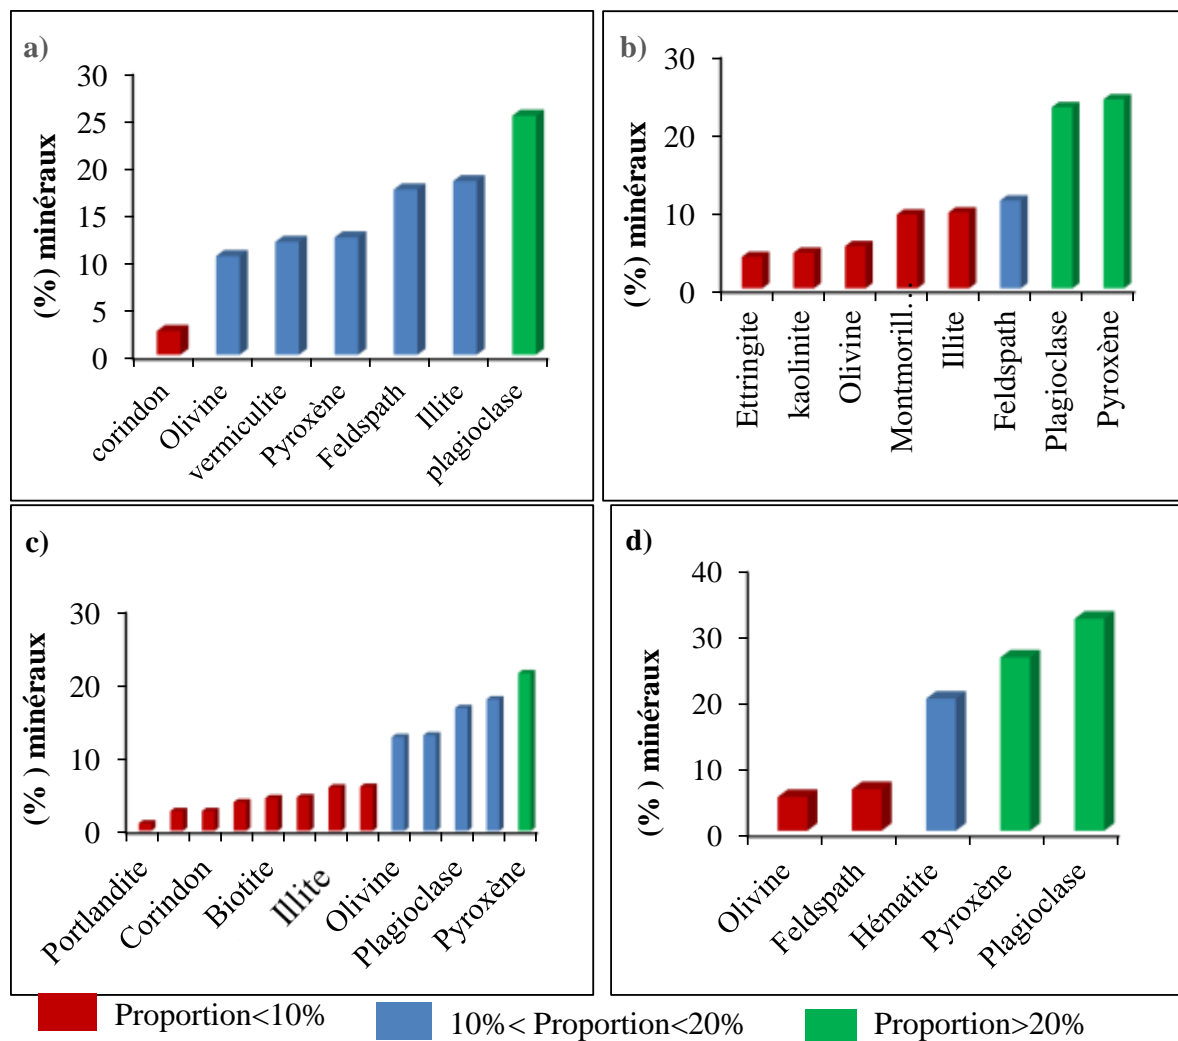 a)
(%) minéraux
30
25
20
15
10
5
0
corindon
Olivine
vermiculite
Pyroxène
Feldspath
Illite
plagioclase
b)
(%) minéraux
30
20
10
0
Ettringite
kaolinite
Olivine
Montmorill…
Illite
Feldspath
Plagioclase
Pyroxène
c)
(% ) minéraux
30
20
10
0
Portlandite
Corindon
Biotite
Illite
Olivine
Plagioclase
Pyroxène
d)
(% ) minéraux
40
30
20
10
0
Olivine
Feldspath
Hématite
Pyroxène
Plagioclase
Proportion<10%
10%< Proportion<20%
Proportion>20%